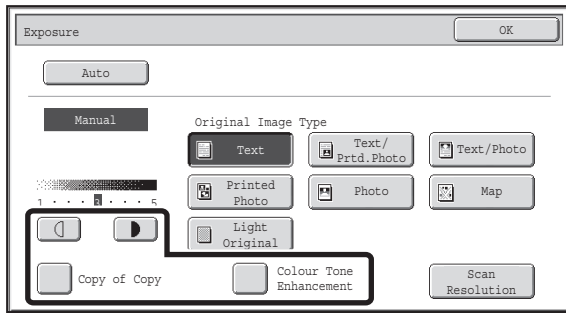 Exposure
OK
Auto
Manual
Original Image Type
Text
Text/
Prtd.Photo
Text/Photo
Printed
Photo
Photo
Map
1 · · · 3 · · · 5
Light
Original
Copy of Copy
Colour Tone
Enhancement
Scan
Resolution